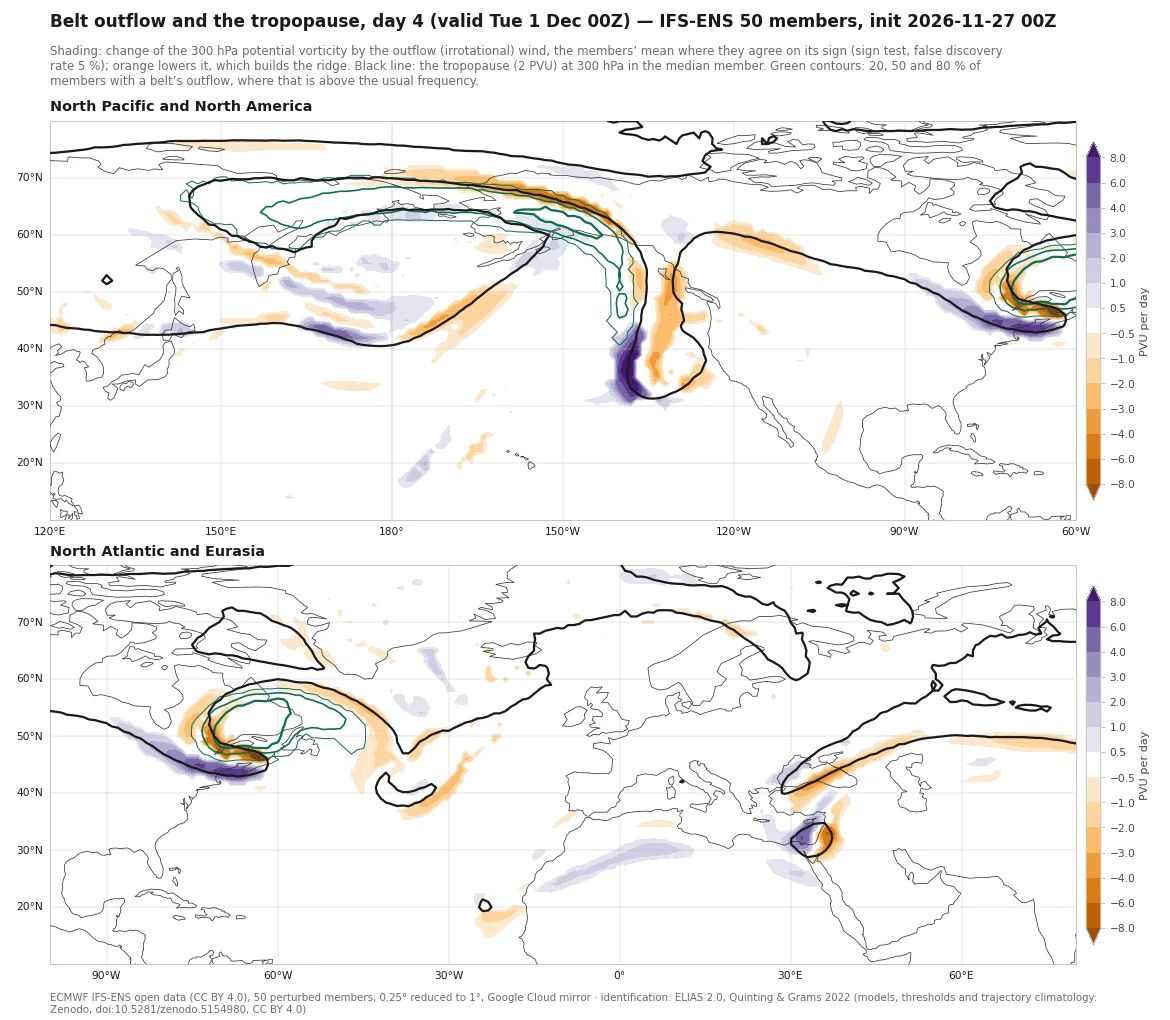 Belt outflow and the tropopause, day 4 (valid Tue 1 Dec 00Z) — IFS-ENS 50 members, init 2026-11-27 00Z
Shading: change of the 300 hPa potential vorticity by the outflow (irrotational) wind, the members’ mean where they agree on its sign (sign test, false discovery
rate 5 %); orange lowers it, which builds the ridge. Black line: the tropopause (2 PVU) at 300 hPa in the median member. Green contours: 20, 50 and 80 % of
members with a belt’s outflow, where that is above the usual frequency.
North Pacific and North America
70°N
60°N
50°N
40°N
30°N
20°N
120°E 150°E 180° 150°W 120°W 90°W 60°W
8.0
6.0
4.0
3.0
2.0
1.0
0.5
−0.5
−1.0
−2.0
−3.0
−4.0
−6.0
−8.0
PVU per day
North Atlantic and Eurasia
70°N
60°N
50°N
40°N
30°N
20°N
90°W 60°W 30°W 0° 30°E 60°E
8.0
6.0
4.0
3.0
2.0
1.0
0.5
−0.5
−1.0
−2.0
−3.0
−4.0
−6.0
−8.0
PVU per day
ECMWF IFS-ENS open data (CC BY 4.0), 50 perturbed members, 0.25° reduced to 1°, Google Cloud mirror · identification: ELIAS 2.0, Quinting & Grams 2022 (models, thresholds and trajectory climatology:
Zenodo, doi:10.5281/zenodo.5154980, CC BY 4.0)